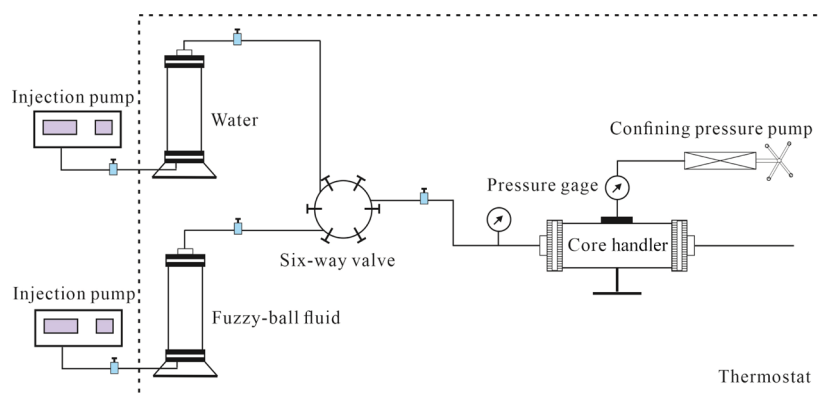 Injection pump
Water
Confining pressure pump
Pressure gage
Core handler
Six-way valve
Injection pump
Fuzzy-ball fluid
Thermostat